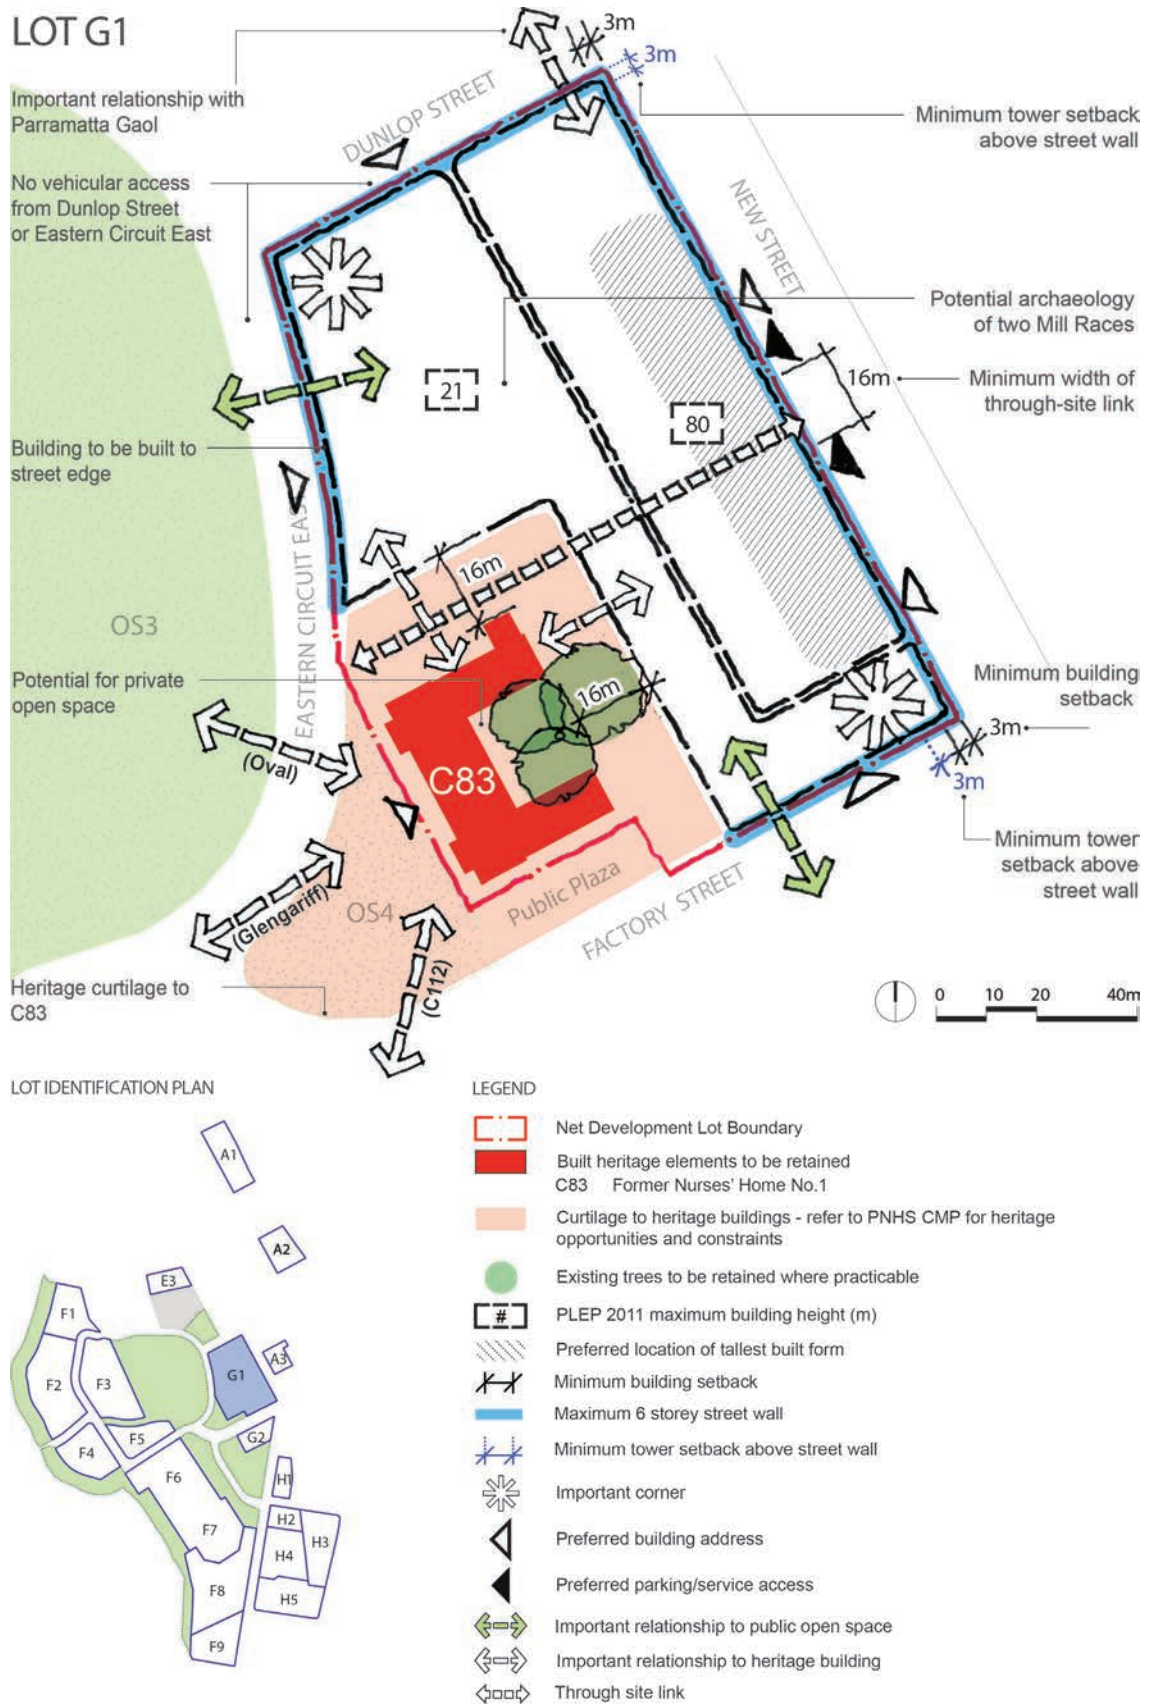 LOT G1
3m
3m
Important relationship with
Parramatta Gaol
DUNLOP STREET
Minimum tower setback
above street wall
No vehicular access
from Dunlop Street
or Eastern Circuit East
NEW STREET
Potential archaeology
of two Mill Races
21
80
16m
Minimum width of
through-site link
Building to be built to
street edge
EASTERN CIRCUIT EAS
16m
OS3
Potential for private
open space
16m
Minimum building
setback
3m
(Oval)
C83
3m
Minimum tower
setback above
street wall
Public Plaza
OS4
FACTORY STREET
(Glengariff)
(C112)
Heritage curtilage to
C83
0 10 20 40m
LOT IDENTIFICATION PLAN
A1
A2
E3
F1
A3
G1
F2
F3
F5
G2
F4
F6
H1
H2
F7
H3
H4
F8
H5
F9
LEGEND
Net Development Lot Boundary
Built heritage elements to be retained
C83 Former Nurses' Home No.1
Curtilage to heritage buildings - refer to PNHS CMP for heritage
opportunities and constraints
Existing trees to be retained where practicable
# PLEP 2011 maximum building height (m)
Preferred location of tallest built form
Minimum building setback
Maximum 6 storey street wall
Minimum tower setback above street wall
Important corner
Preferred building address
Preferred parking/service access
Important relationship to public open space
Important relationship to heritage building
Through site link